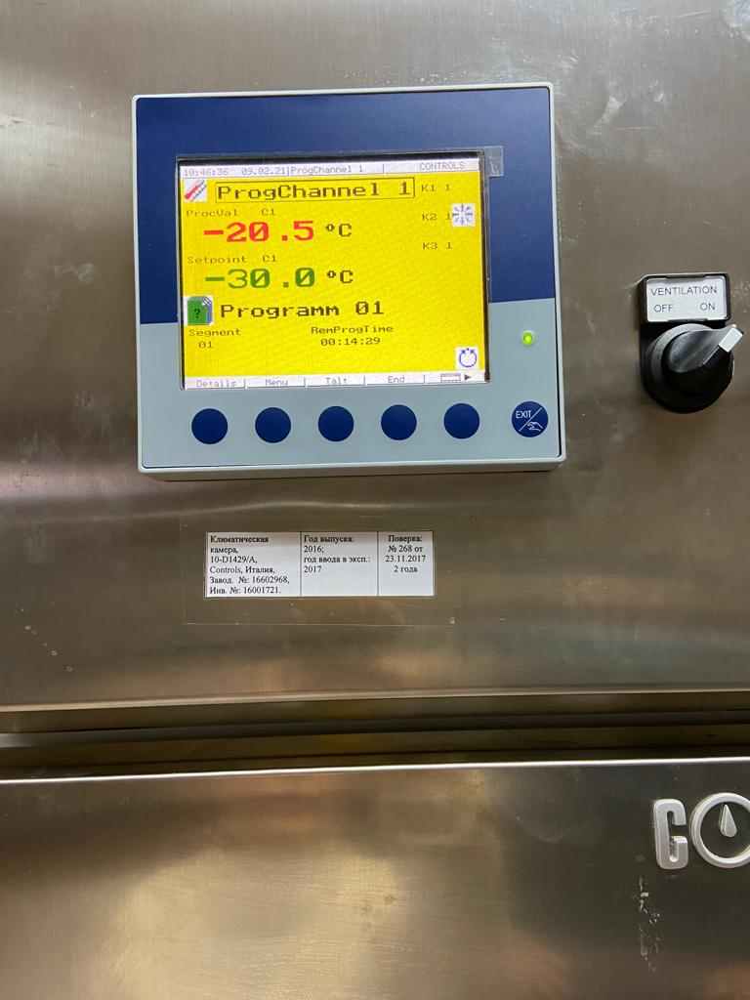 10:46:36 09.02.21 ProgChannel 1 CONTROLS
ProgChannel 1
K1 1
ProcVal C1
K2 1
-20.5 °C
K3 1
Setpoint C1
-30.0 °C
? Programm 01
Segment RemProgTime
01 00:14:29
Details Menu Talt End
EXIT
VENTILATION
OFF ON
Климатическая
камера,
10-D1429/A,
Controls, Италия,
Завод. №: 16602968,
Инв. №: 16001721.
Год выпуска:
2016;
год ввода в эксп.:
2017
Поверка:
№ 268 от
23.11.2017
2 года
CO